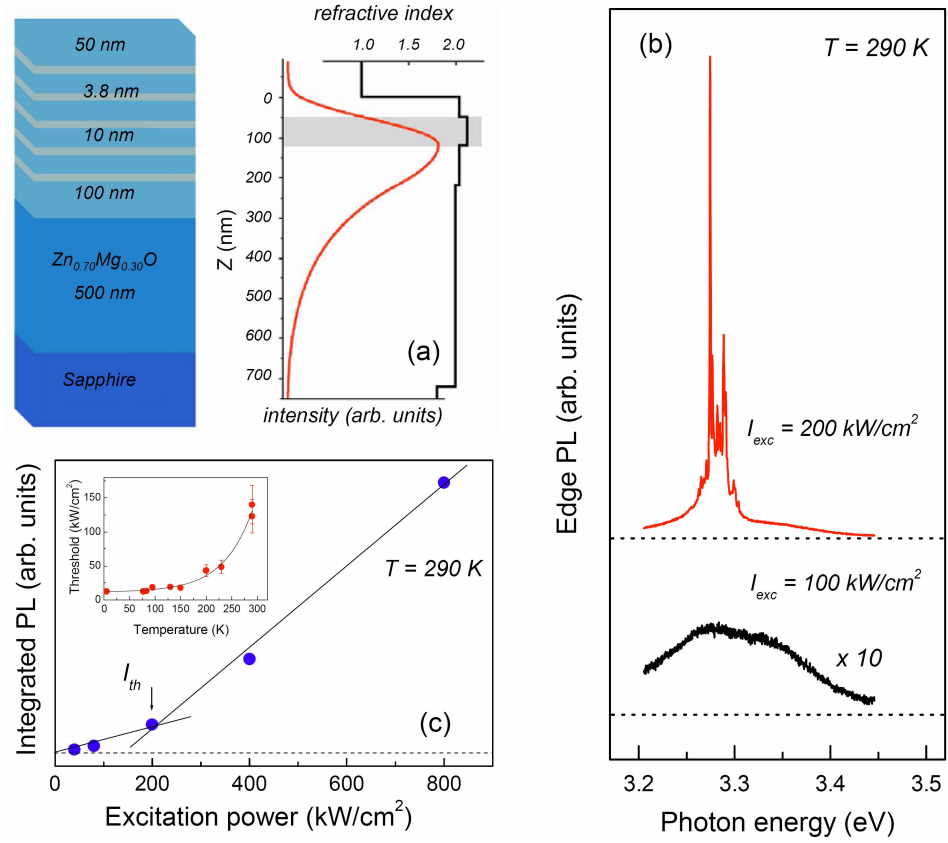 50 nm
3.8 nm
10 nm
100 nm
Zn0.70Mg0.30O
500 nm
Sapphire
refractive index
1.0 1.5 2.0
0
100
200
300
400
500
600
700
Z (nm)
(a)
intensity (arb. units)
(b)
T = 290 K
Iexc = 200 kW/cm2
Iexc = 100 kW/cm2
x 10
Edge PL (arb. units)
3.2 3.3 3.4 3.5
Photon energy (eV)
Integrated PL (arb. units)
Threshold (kW/cm2)
150
100
50
0
0 50 100 150 200 250 300
Temperature (K)
T = 290 K
Ith
(c)
0 200 400 600 800
Excitation power (kW/cm2)